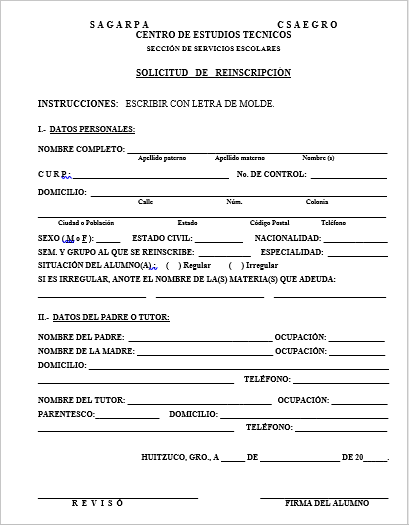 SAGARPA CSAEGRO
CENTRO DE ESTUDIOS TECNICOS
SECCIÓN DE SERVICIOS ESCOLARES
SOLICITUD DE REINSCRIPCIÓN
INSTRUCCIONES: ESCRIBIR CON LETRA DE MOLDE.
I.- DATOS PERSONALES:
NOMBRE COMPLETO:
Apellido paterno Apellido materno Nombre (s)
C U R P.: No. DE CONTROL:
DOMICILIO:
Calle Núm. Colonia
Ciudad o Población Estado Código Postal Teléfono
SEXO ( M o F ): ESTADO CIVIL: NACIONALIDAD:
SEM. Y GRUPO AL QUE SE REINSCRIBE: ESPECIALIDAD:
SITUACIÓN DEL ALUMNO(A).: ( ) Regular ( ) Irregular
SI ES IRREGULAR, ANOTE EL NOMBRE DE LA(S) MATERIA(S) QUE ADEUDA:
II.- DATOS DEL PADRE O TUTOR:
NOMBRE DEL PADRE: OCUPACIÓN:
NOMBRE DE LA MADRE: OCUPACIÓN:
DOMICILIO:
TELÉFONO:
NOMBRE DEL TUTOR: OCUPACIÓN:
PARENTESCO: DOMICILIO:
TELÉFONO:
HUITZUCO, GRO., A DE DE 20 .
REVISÓ FIRMA DEL ALUMNO